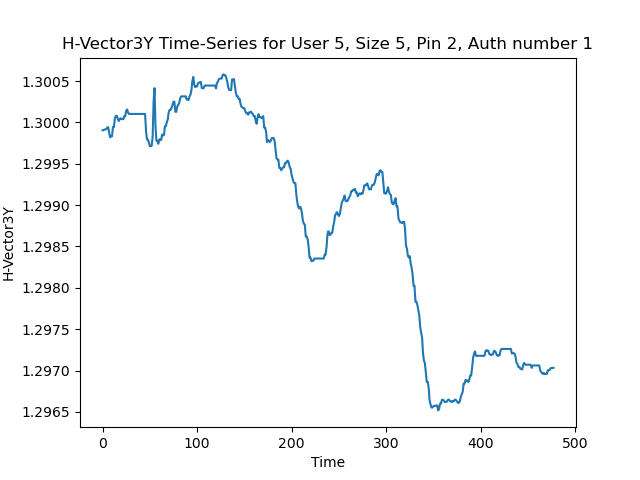 H-Vector3Y Time-Series for User 5, Size 5, Pin 2, Auth number 1
H-Vector3Y
1.3005
1.3000
1.2995
1.2990
1.2985
1.2980
1.2975
1.2970
1.2965
0 100 200 300 400 500
Time